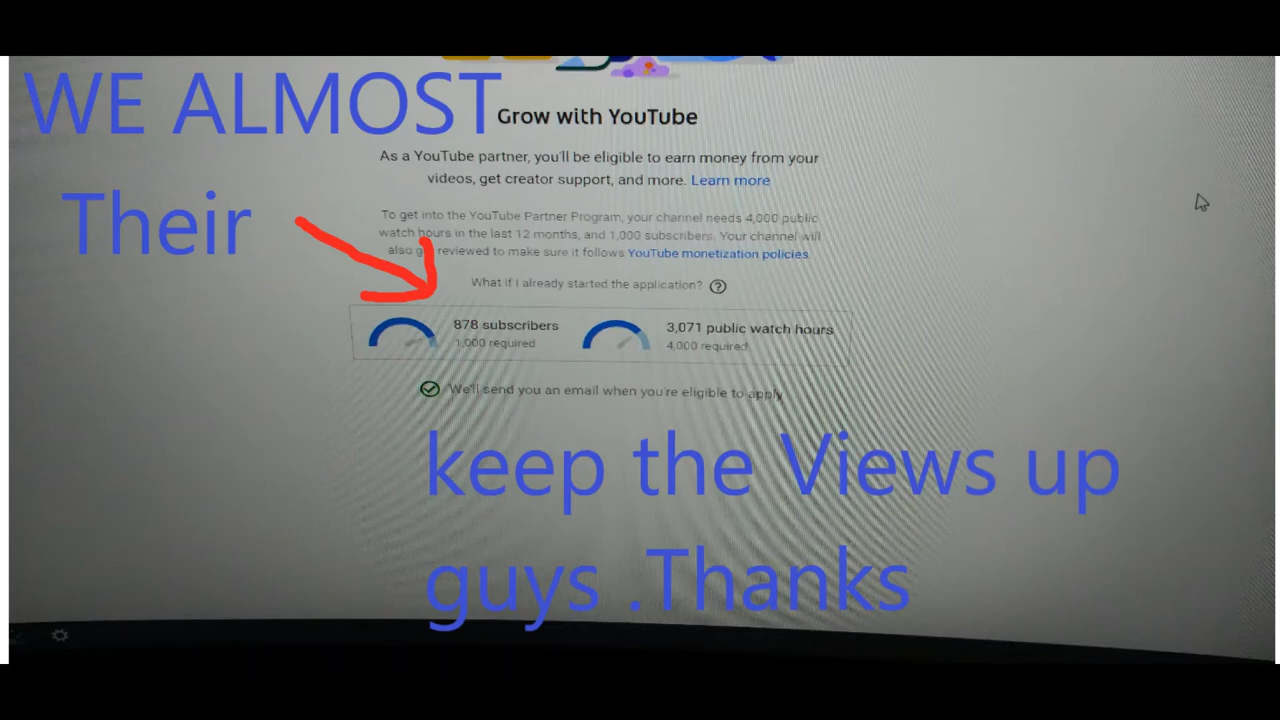 WE ALMOST
Their
Grow with YouTube
As a YouTube partner, you'll be eligible to earn money from your
videos, get creator support, and more. Learn more
To get into the YouTube Partner Program, your channel needs 4,000 public
watch hours in the last 12 months, and 1,000 subscribers. Your channel will
also get reviewed to make sure it follows YouTube monetization policies.
What if I already started the application? ?
878 subscribers
1,000 required
3,071 public watch hours
4,000 required
We'll send you an email when you're eligible to apply
keep the Views up
guys .Thanks